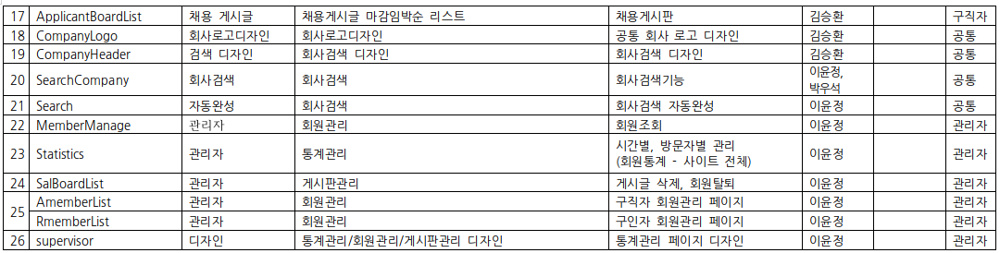 17 ApplicantBoardList 채용 게시글 채용게시글 마감임박순 리스트 채용게시판 김승환 구직자
18 CompanyLogo 회사로고디자인 회사로고디자인 공통 회사 로고 디자인 김승환 공통
19 CompanyHeader 검색 디자인 회사검색 디자인 회사검색 디자인 김승환 공통
20 SearchCompany 회사검색 회사검색 회사검색기능 이윤정, 박우석 공통
21 Search 자동완성 회사검색 회사검색 자동완성 이윤정 공통
22 MemberManage 관리자 회원관리 회원조회 이윤정 관리자
23 Statistics 관리자 통계관리 시간별, 방문자별 관리 이윤정 관리자
(회원통계 - 사이트 전체)
24 SalBoardList 관리자 게시판관리 게시글 삭제, 회원탈퇴 이윤정 관리자
25 AmemberList 관리자 회원관리 구직자 회원관리 페이지 이윤정 관리자
RmemberList 관리자 회원관리 구인자 회원관리 페이지 이윤정 관리자
26 supervisor 디자인 통계관리/회원관리/게시판관리 디자인 통계관리 페이지 디자인 이윤정 관리자